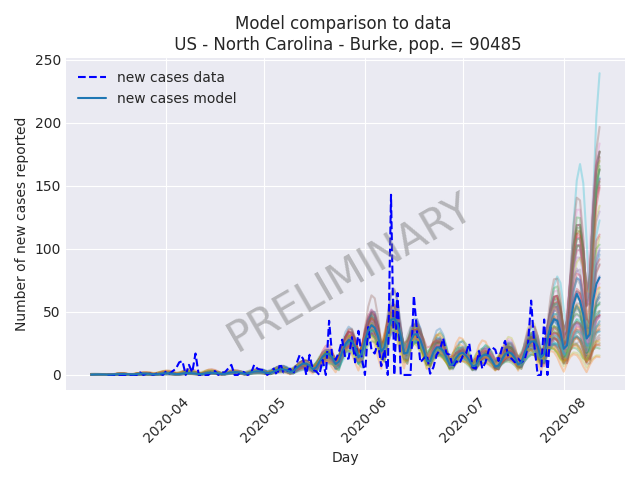 Model comparison to data
US - North Carolina - Burke, pop. = 90485
250
200
150
100
50
0
Number of new cases reported
new cases data
new cases model
PRELIMINARY
2020-04
2020-05
2020-06
2020-07
2020-08
Day